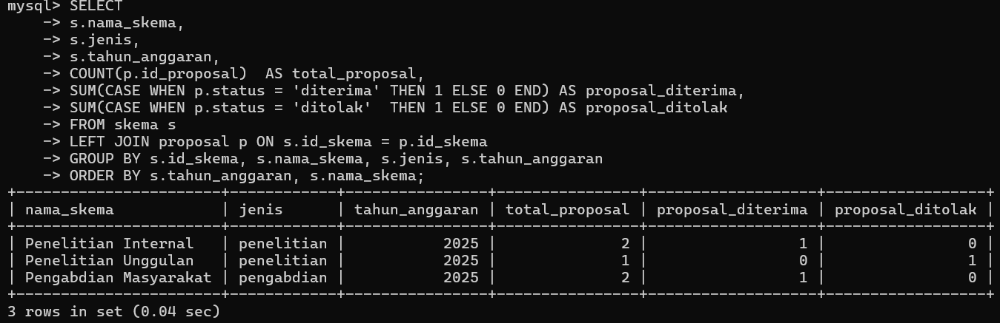 mysql> SELECT
    -> s.nama_skema,
    -> s.jenis,
    -> s.tahun_anggaran,
    -> COUNT(p.id_proposal)  AS total_proposal,
    -> SUM(CASE WHEN p.status = 'diterima' THEN 1 ELSE 0 END) AS proposal_diterima,
    -> SUM(CASE WHEN p.status = 'ditolak'  THEN 1 ELSE 0 END) AS proposal_ditolak
    -> FROM skema s
    -> LEFT JOIN proposal p ON s.id_skema = p.id_skema
    -> GROUP BY s.id_skema, s.nama_skema, s.jenis, s.tahun_anggaran
    -> ORDER BY s.tahun_anggaran, s.nama_skema;
+-----------------------+------------+----------------+----------------+-------------------+------------------+
| nama_skema            | jenis      | tahun_anggaran | total_proposal | proposal_diterima | proposal_ditolak |
+-----------------------+------------+----------------+----------------+-------------------+------------------+
| Penelitian Internal   | penelitian |           2025 |              2 |                 1 |                0 |
| Penelitian Unggulan   | penelitian |           2025 |              1 |                 0 |                1 |
| Pengabdian Masyarakat | pengabdian |           2025 |              2 |                 1 |                0 |
+-----------------------+------------+----------------+----------------+-------------------+------------------+
3 rows in set (0.04 sec)